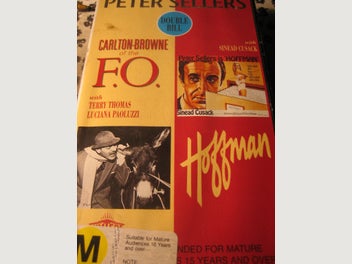 PETER SELLERS
DOUBLE
BILL
CARLTON-BROWNE
of the
F.O.
with
TERRY THOMAS
LUCIANA PAOLUZZI
with
SINEAD CUSACK
Peter Sellers is HOFFMAN
Sinead Cusack
Hoffman
M
Suitable for Mature
Audiences 15 Years
and over
NOTE:
NDED FOR MATURE
S 15 YEARS AND OVER